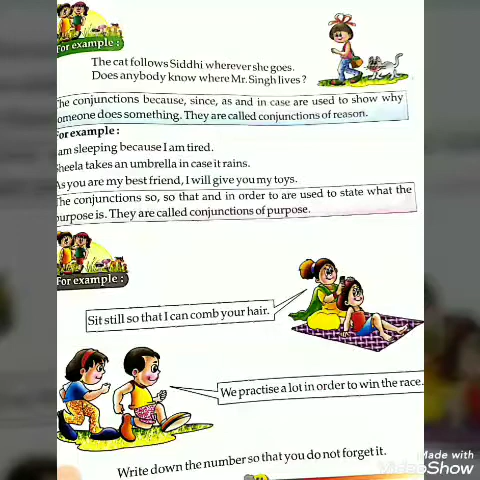 For example :
The cat follows Siddhi wherever she goes.
Does anybody know where Mr. Singh lives ?
The conjunctions because, since, as and in case are used to show why
someone does something. They are called conjunctions of reason.
For example :
I am sleeping because I am tired.
Sheela takes an umbrella in case it rains.
As you are my best friend, I will give you my toys.
The conjunctions so, so that and in order to are used to state what the
purpose is. They are called conjunctions of purpose.
For example :
Sit still so that I can comb your hair.
We practise a lot in order to win the race.
Write down the number so that you do not forget it.
Made with
VideoShow